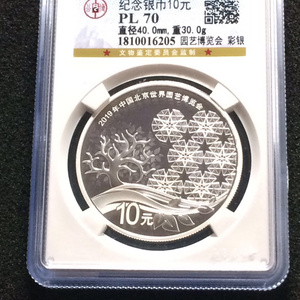 纪念银币10元
PL 70
直径40.0mm,重30.0g
1810016205 园艺博览会 彩银
★ 文物鉴定委员会监制 ★
2019年中国北京世界园艺博览会
10元